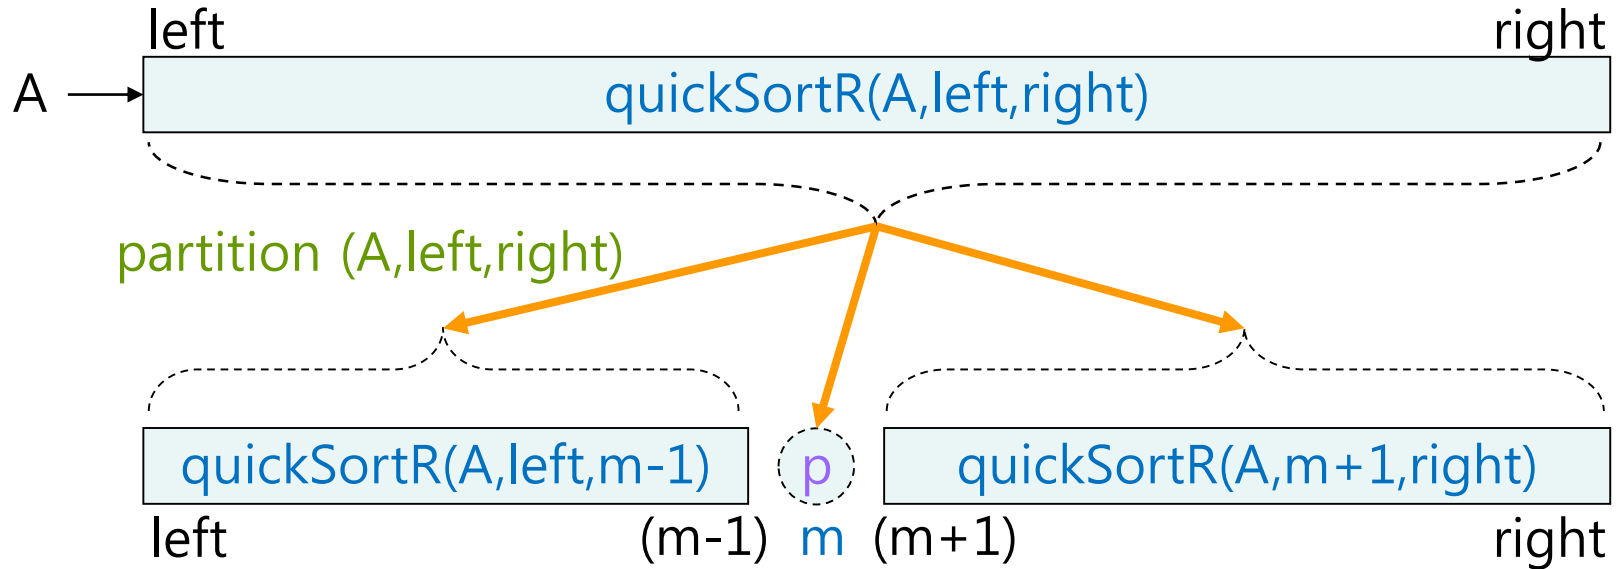 left right
A quickSortR(A,left,right)
partition (A,left,right)
quickSortR(A,left,m-1) p quickSortR(A,m+1,right)
left (m-1) m (m+1) right